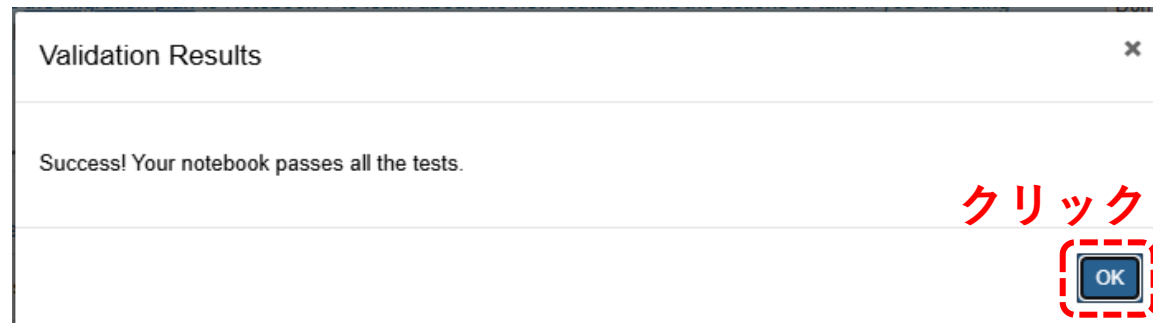 Validation Results
Success! Your notebook passes all the tests.
クリック
OK